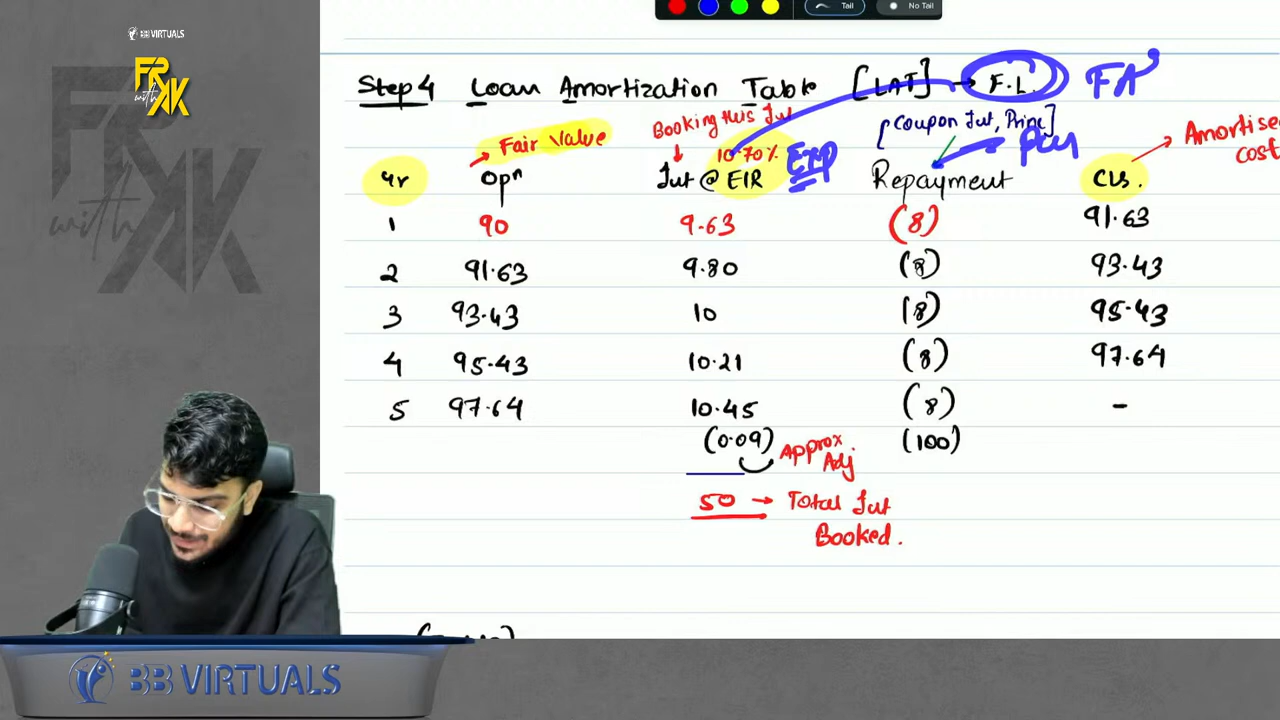 BB VIRTUALS
FR
with AK
Tail
No Tail
Step 4 Loan Amortization Table [LAT] → F.L. FA's
Booking this Int
[Coupon Int, Princ]
Amortised cost
Fair Value
10.70% Exp
Pay
Yr Opn Int @ EIR Repayment Cls.
1 90 9.63 (8) 91.63
2 91.63 9.80 (8) 93.43
3 93.43 10 (8) 95.43
4 95.43 10.21 (8) 97.64
5 97.64 10.45 (8) -
(0.09) Approx Adj (100)
50 → Total Int
Booked.
BB VIRTUALS